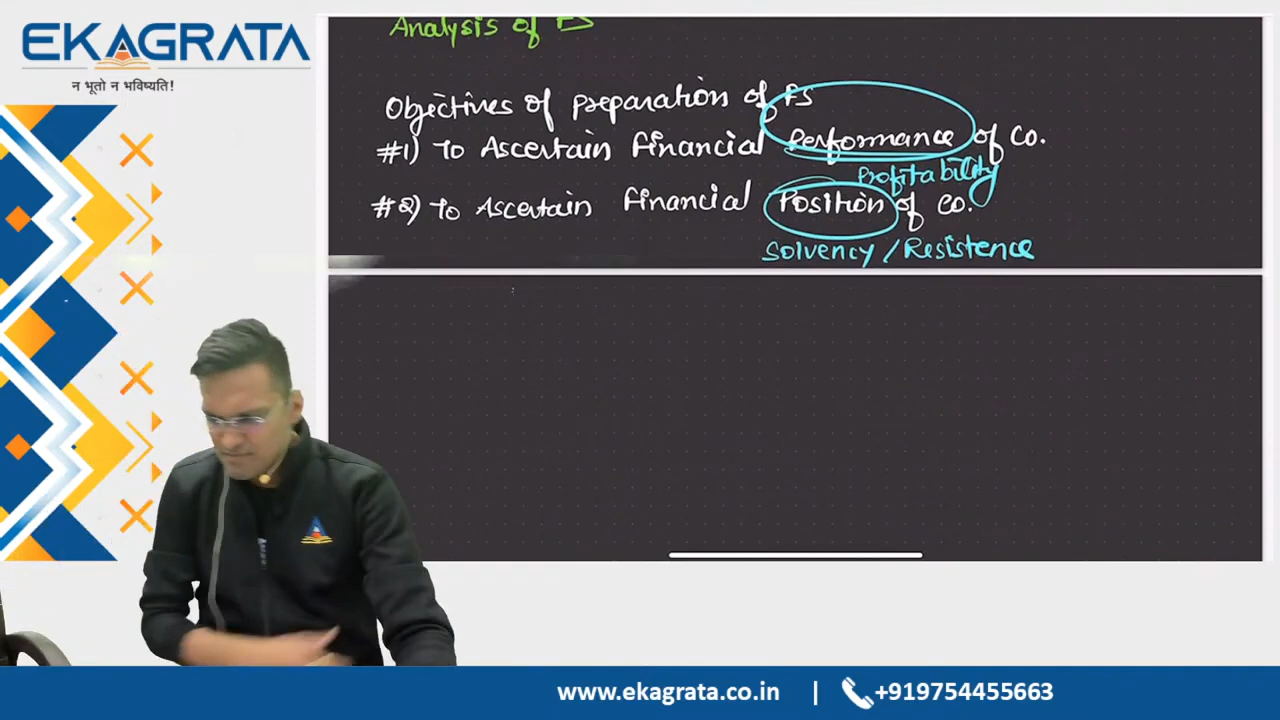 EKAGRATA
न भूतो न भविष्यति!
Analysis of FS
Objectives of preparation of FS
#1) To Ascertain Financial Performance of Co.
Profitability
#2) To Ascertain Financial Position of Co.
Solvency / Resistence
www.ekagrata.co.in | +919754455663